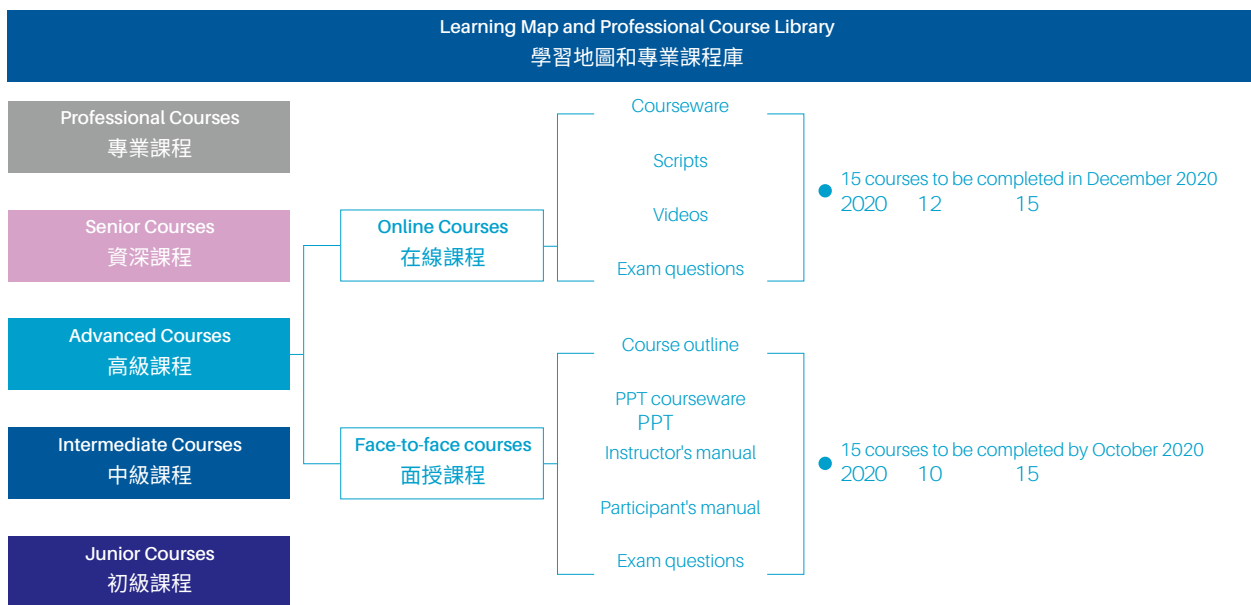 Learning Map and Professional Course Library
學習地圖和專業課程庫
Professional Courses
專業課程
Senior Courses
資深課程
Advanced Courses
高級課程
Intermediate Courses
中級課程
Junior Courses
初級課程
Online Courses
在線課程
Face-to-face courses
面授課程
Courseware
Scripts
Videos
Exam questions
15 courses to be completed in December 2020
2020 12 15
Course outline
PPT courseware
PPT
Instructor's manual
Participant's manual
Exam questions
15 courses to be completed by October 2020
2020 10 15